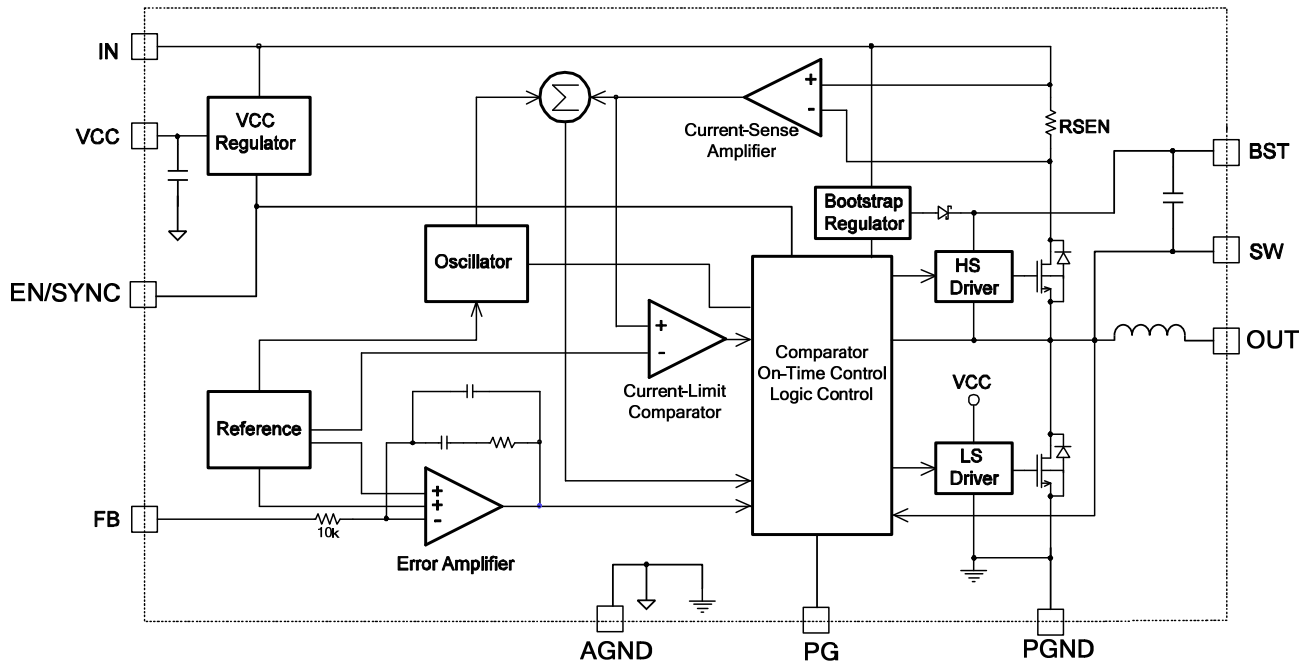 IN
VCC
EN/SYNC
FB
VCC
Regulator
Σ
+
-
Current-Sense
Amplifier
RSEN
BST
SW
OUT
Bootstrap
Regulator
Oscillator
HS
Driver
+
-
Current-Limit
Comparator
Comparator
On-Time Control
Logic Control
VCC
LS
Driver
Reference
+
+
-
10k
Error Amplifier
AGND
PG
PGND